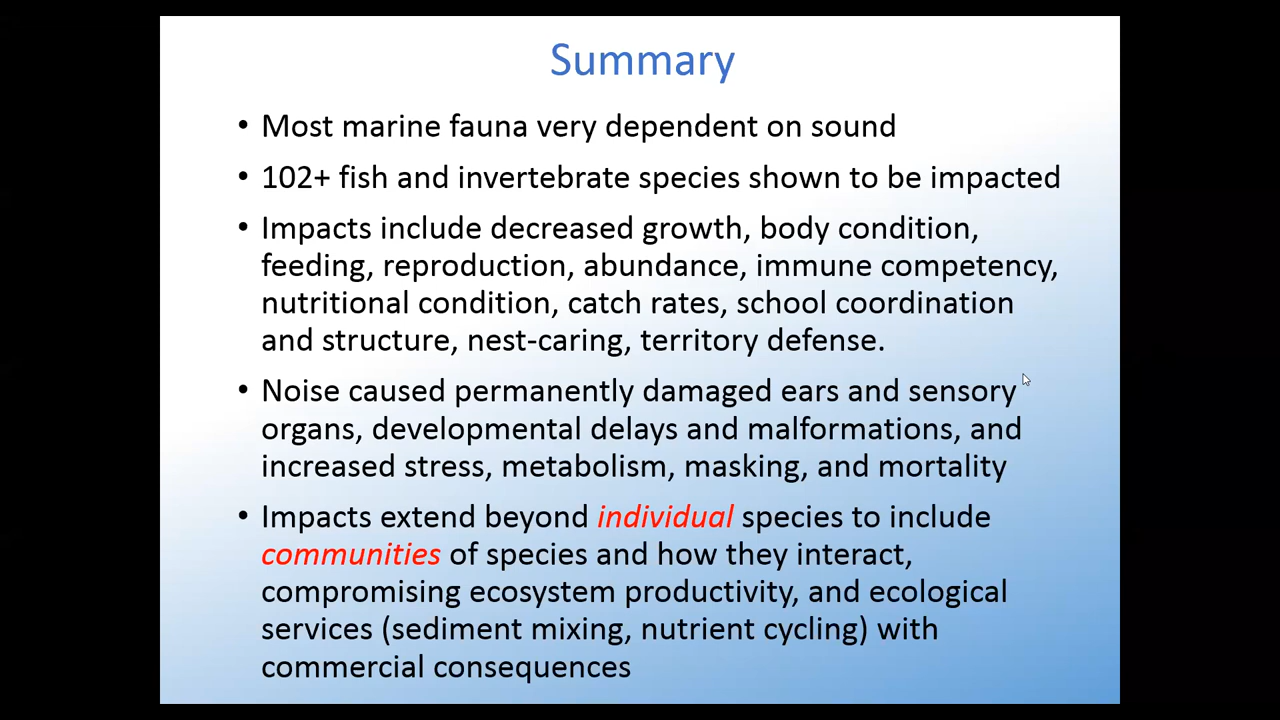 Summary
• Most marine fauna very dependent on sound
• 102+ fish and invertebrate species shown to be impacted
• Impacts include decreased growth, body condition,
feeding, reproduction, abundance, immune competency,
nutritional condition, catch rates, school coordination
and structure, nest-caring, territory defense.
• Noise caused permanently damaged ears and sensory
organs, developmental delays and malformations, and
increased stress, metabolism, masking, and mortality
• Impacts extend beyond individual species to include
communities of species and how they interact,
compromising ecosystem productivity, and ecological
services (sediment mixing, nutrient cycling) with
commercial consequences